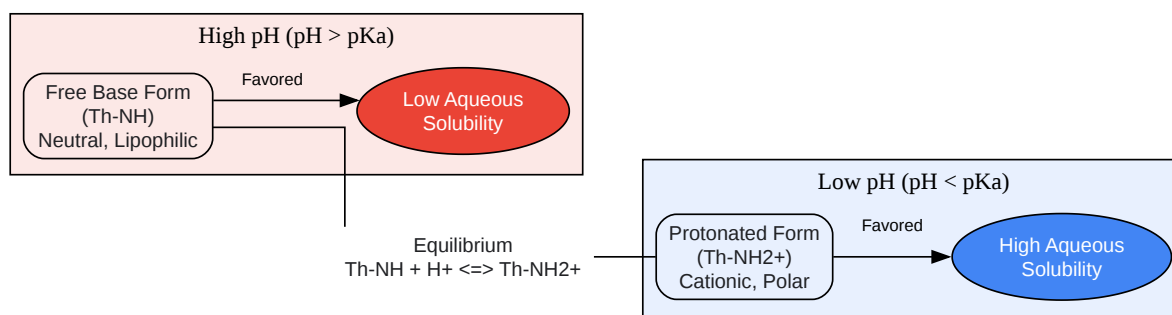 High pH (pH > pKa)
Free Base Form
(Th-NH)
Neutral, Lipophilic
Favored
Low Aqueous
Solubility
Equilibrium
Th-NH + H+ <=> Th-NH2+
Low pH (pH < pKa)
Protonated Form
(Th-NH2+)
Cationic, Polar
Favored
High Aqueous
Solubility